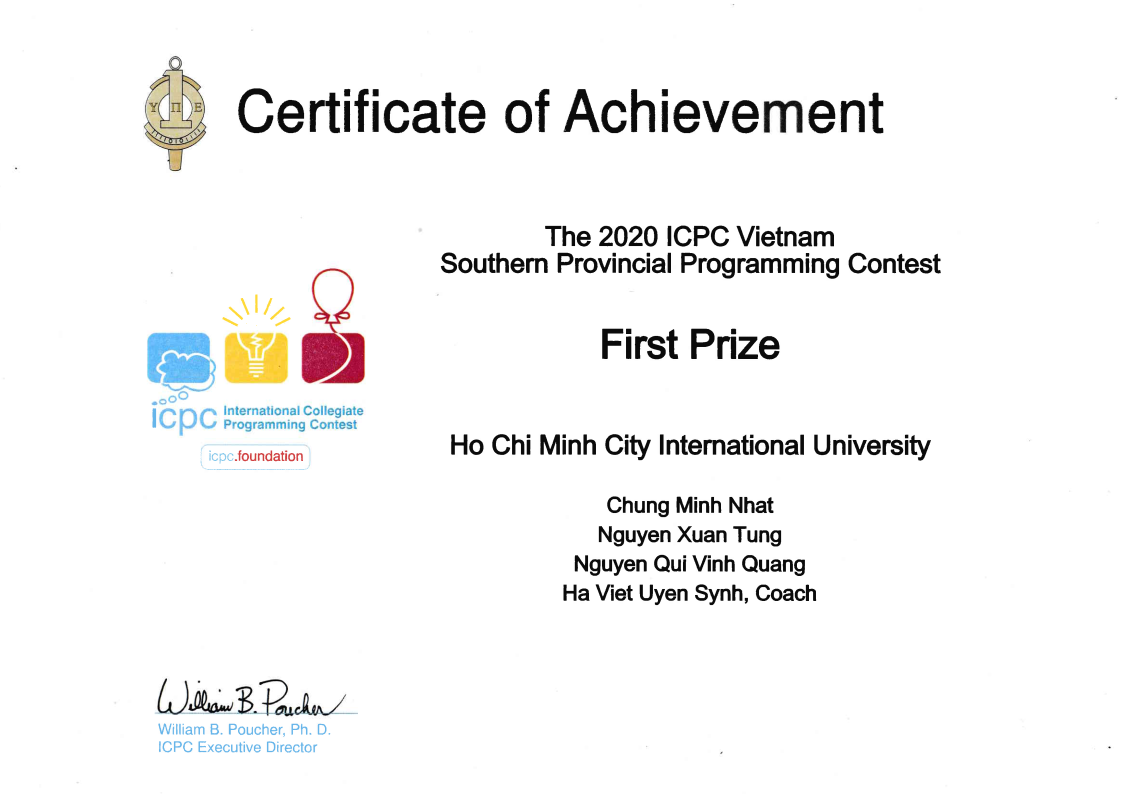 Υ Π Ε
Certificate of Achievement
The 2020 ICPC Vietnam
Southern Provincial Programming Contest
First Prize
icpc International Collegiate
Programming Contest
icpc.foundation
Ho Chi Minh City International University
Chung Minh Nhat
Nguyen Xuan Tung
Nguyen Qui Vinh Quang
Ha Viet Uyen Synh, Coach
William B. Poucher
William B. Poucher, Ph. D.
ICPC Executive Director